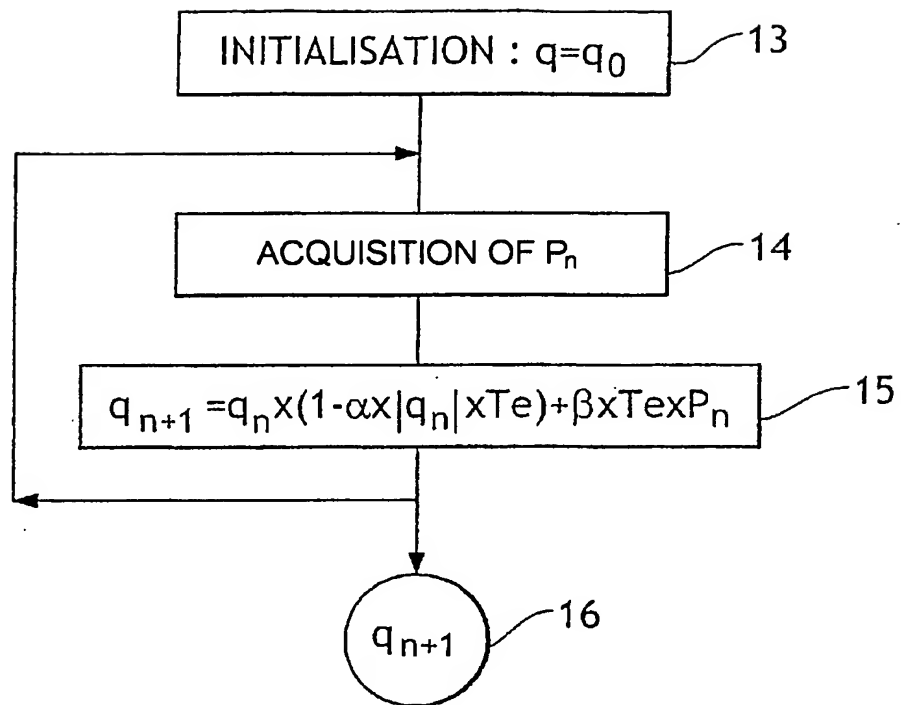 INITIALISATION : q=q₀
13
ACQUISITION OF Pₙ
14
qₙ₊₁ =qₙx(1-αx|qₙ|xTe)+βxTexPₙ
15
qₙ₊₁
16